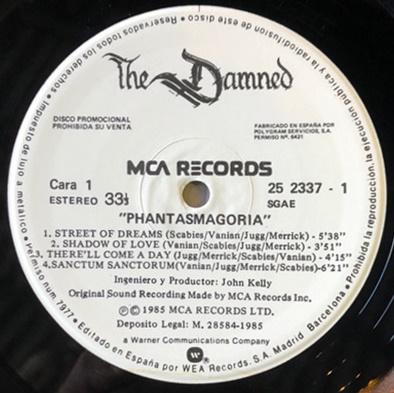 The Damned
DISCO PROMOCIONAL
PROHIBIDA SU VENTA
FABRICADO EN ESPAÑA POR
POLYGRAM SERVICIOS, S.A.
PERMISO Nº. 6421
MCA RECORDS
Cara 1
25 2337 - 1
ESTEREO 33⅓
SGAE
"PHANTASMAGORIA"
1. STREET OF DREAMS (Scabies/Vanian/Jugg/Merrick) - 5'38"
2. SHADOW OF LOVE (Vanian/Scabies/Jugg/Merrick) - 3'51"
3. THERE'LL COME A DAY (Jugg/Merrick/Scabies/Vanian) - 4'15"
4. SANCTUM SANCTORUM (Vanian/Jugg/Merrick/Scabies) - 6'21"
Ingeniero y Productor: John Kelly
Original Sound Recording Made by MCA Records Inc.
Ⓟ © 1985 MCA RECORDS LTD.
Deposito Legal: M. 28584-1985
a Warner Communications Company
W
Reservados todos los derechos • Impuesto de lujo a metálico • Permiso núm 7977 • Editado en España por WEA Records. S.A. Madrid Barcelona • Prohibida la reproducción, la ejecución pública y la radiodifusión de este disco •